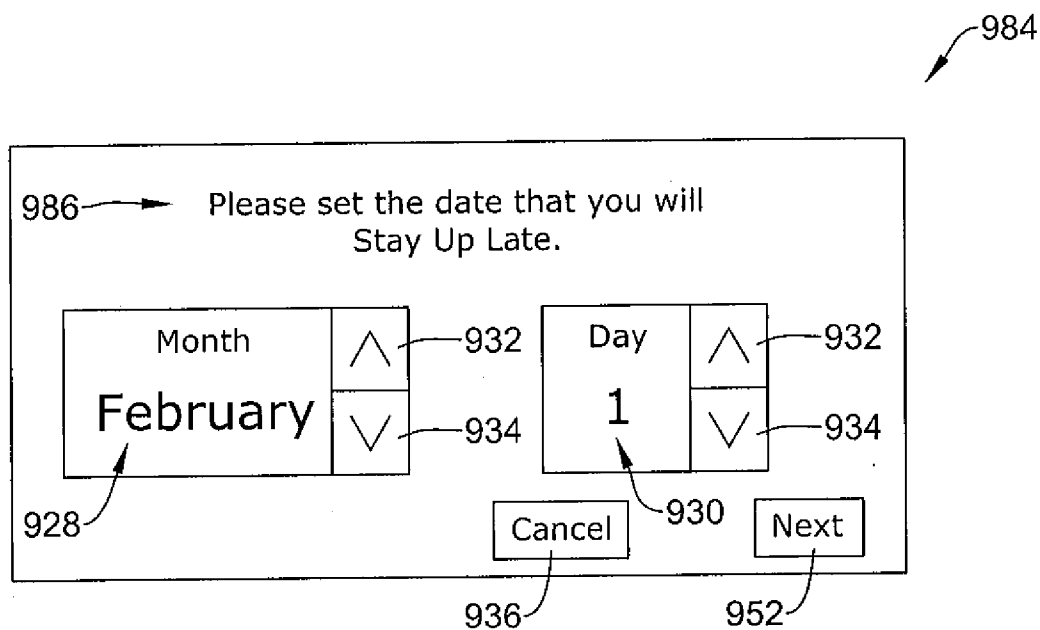 984
986 Please set the date that you will
Stay Up Late.
Month 932 Day 932
February 934 1 934
928 930
Cancel Next
936 952